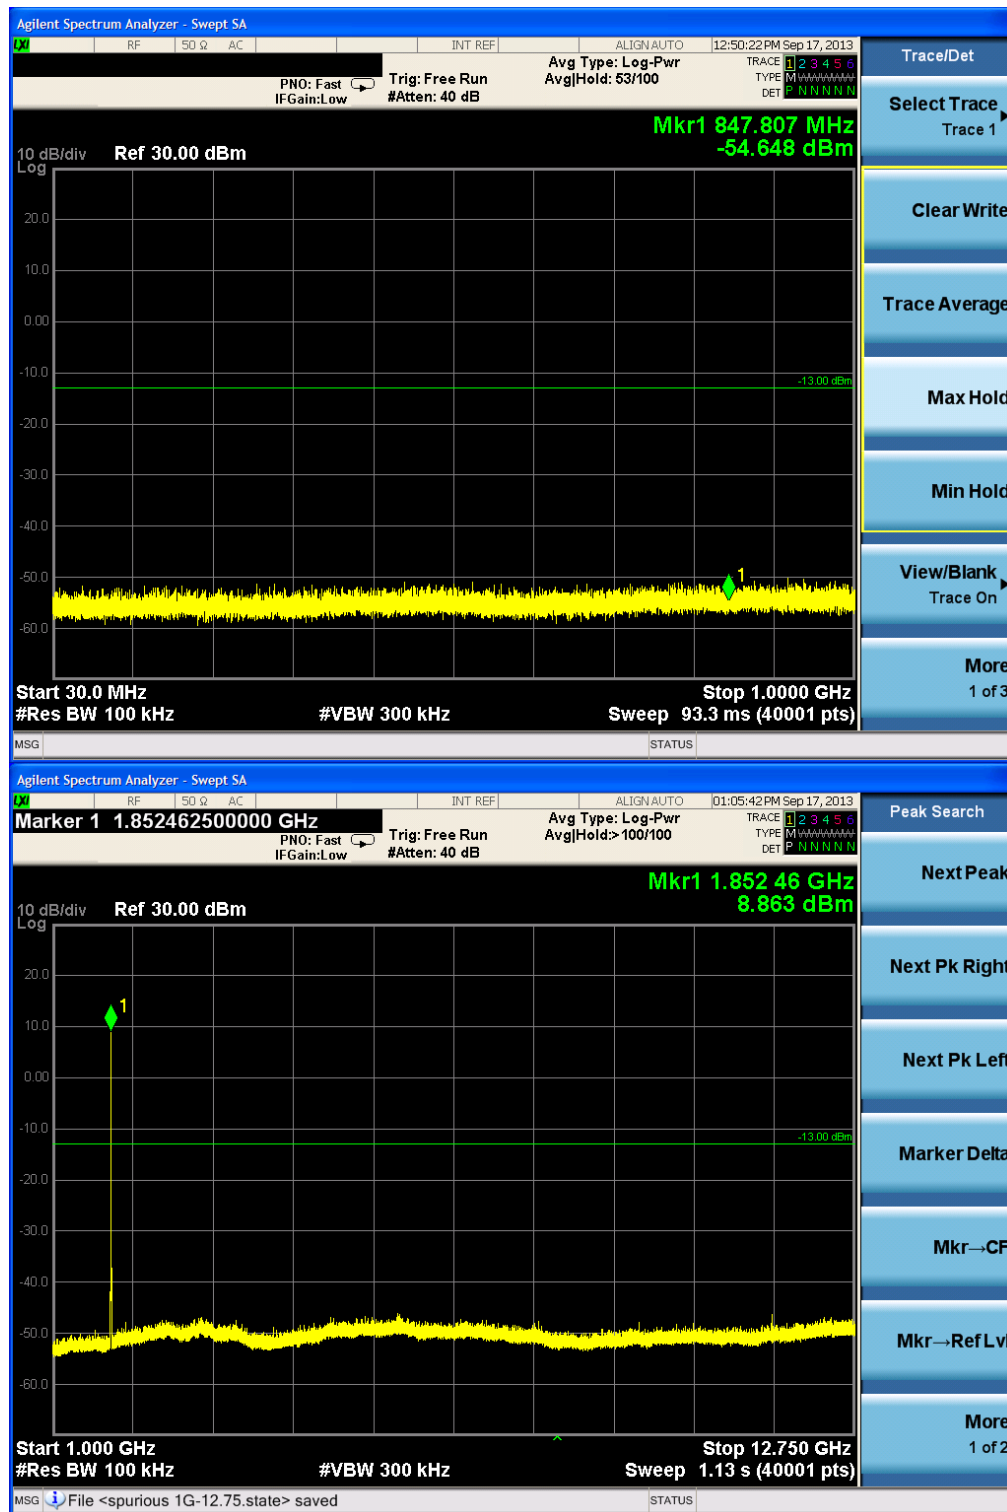 Agilent Spectrum Analyzer - Swept SA
LXI RF 50 Ω AC INT REF ALIGNAUTO 12:50:22 PM Sep 17, 2013
PNO: Fast
IFGain:Low
Trig: Free Run
#Atten: 40 dB
Avg Type: Log-Pwr
Avg|Hold: 53/100
TRACE 1 2 3 4 5 6
TYPE M
DET P N N N N N
Mkr1 847.807 MHz
-54.648 dBm
10 dB/div Ref 30.00 dBm
Log
20.0
10.0
0.00
-10.0
-13.00 dBm
-20.0
-30.0
-40.0
-50.0
1
-60.0
Start 30.0 MHz Stop 1.0000 GHz
#Res BW 100 kHz #VBW 300 kHz Sweep 93.3 ms (40001 pts)
MSG STATUS
Trace/Det
Select Trace
Trace 1
Clear Write
Trace Average
Max Hold
Min Hold
View/Blank
Trace On
More
1 of 3
Agilent Spectrum Analyzer - Swept SA
LXI RF 50 Ω AC INT REF ALIGNAUTO 01:05:42 PM Sep 17, 2013
Marker 1 1.852462500000 GHz
PNO: Fast
IFGain:Low
Trig: Free Run
#Atten: 40 dB
Avg Type: Log-Pwr
Avg|Hold:>100/100
TRACE 1 2 3 4 5 6
TYPE M
DET P N N N N N
Mkr1 1.852 46 GHz
8.863 dBm
10 dB/div Ref 30.00 dBm
Log
20.0
1
10.0
0.00
-10.0
-13.00 dBm
-20.0
-30.0
-40.0
-50.0
-60.0
Start 1.000 GHz Stop 12.750 GHz
#Res BW 100 kHz #VBW 300 kHz Sweep 1.13 s (40001 pts)
MSG File <spurious 1G-12.75.state> saved STATUS
Peak Search
Next Peak
Next Pk Right
Next Pk Left
Marker Delta
Mkr→CF
Mkr→Ref Lvl
More
1 of 2